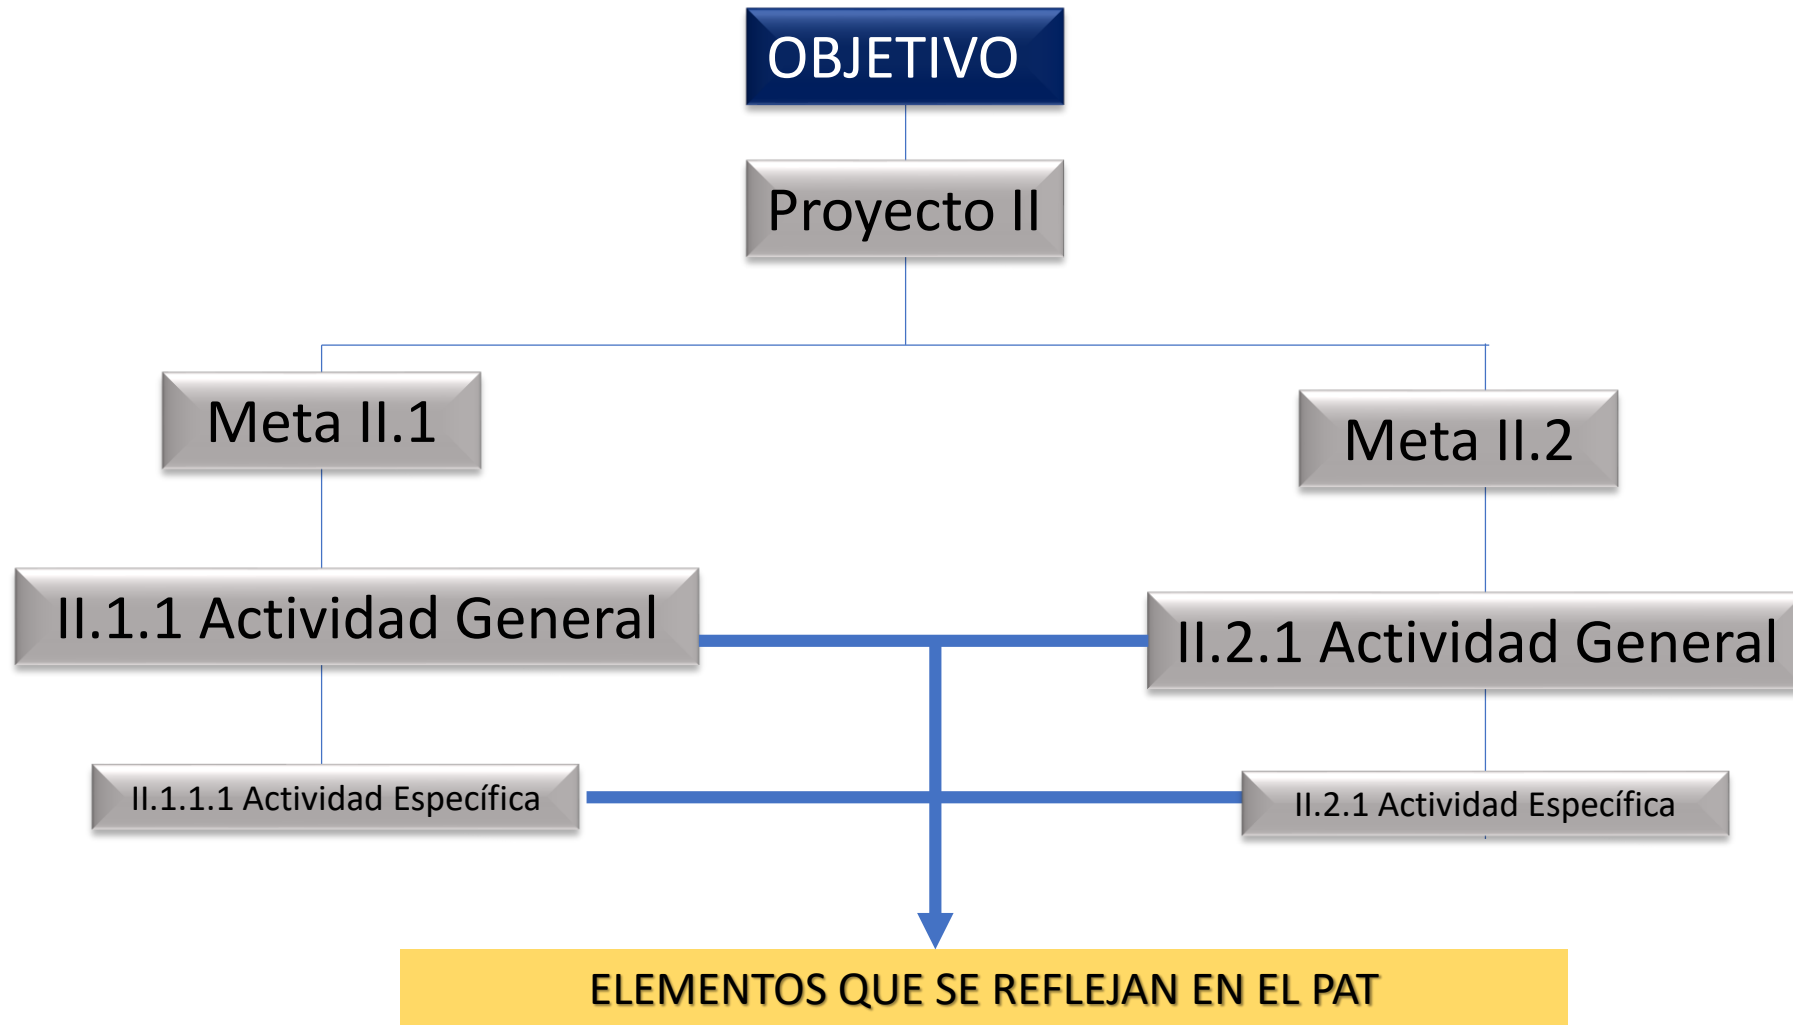 OBJETIVO
Proyecto II
Meta II.1
Meta II.2
II.1.1 Actividad General
II.2.1 Actividad General
II.1.1.1 Actividad Específica
II.2.1 Actividad Específica
ELEMENTOS QUE SE REFLEJAN EN EL PAT